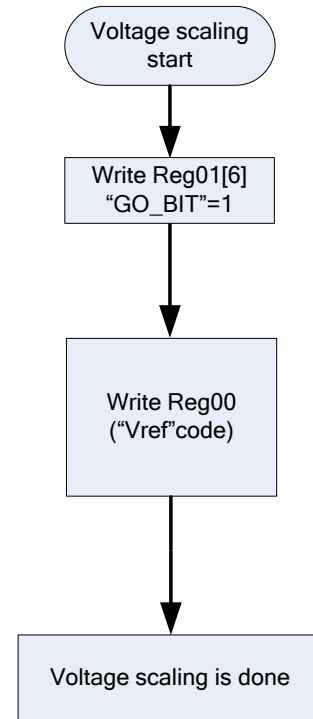 Voltage scaling
start
Write Reg01[6]
“GO_BIT”=1
Write Reg00
(“Vref”code)
Voltage scaling is done